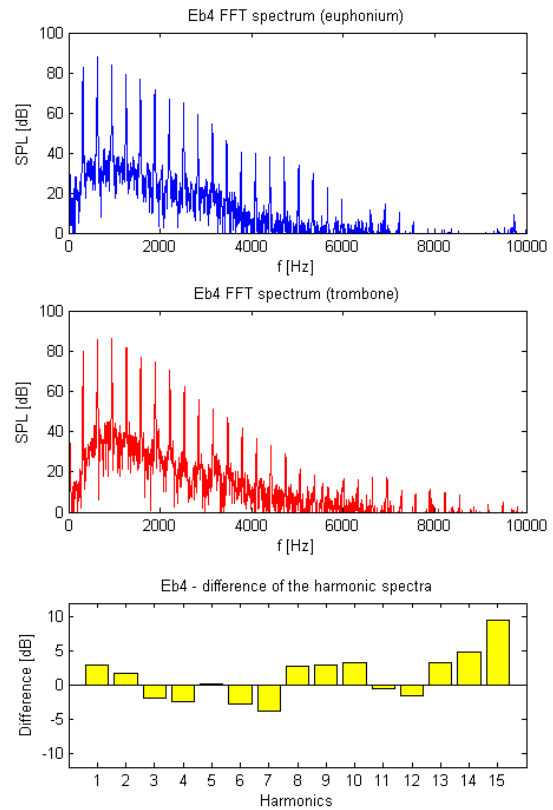 Eb4 FFT spectrum (euphonium)
100
80
60
40
20
0
SPL [dB]
0 2000 4000 6000 8000 10000
f [Hz]
Eb4 FFT spectrum (trombone)
100
80
60
40
20
0
SPL [dB]
0 2000 4000 6000 8000 10000
f [Hz]
Eb4 - difference of the harmonic spectra
10
5
0
-5
-10
Difference [dB]
1 2 3 4 5 6 7 8 9 10 11 12 13 14 15
Harmonics